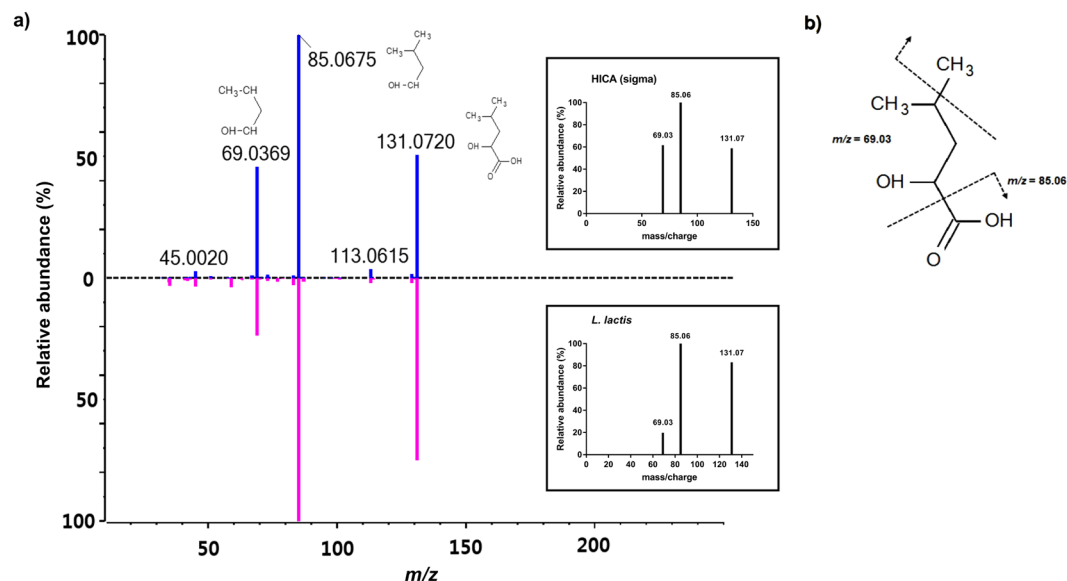 a)
Relative abundance (%)
100
50
0
50
100
50
100
150
200
m/z
45.0020
69.0369
85.0675
113.0615
131.0720
CH₃
OH
CH₃
CH₃
OH
CH₃
CH₃
OH
OH
O
HICA (sigma)
Relative abundance (%)
100
80
60
40
20
0
69.03
85.06
131.07
0
50
100
150
mass/charge
L. lactis
Relative abundance (%)
100
80
60
40
20
0
69.03
85.06
131.07
0
20
40
60
80
100
120
140
mass/charge
b)
CH₃
CH₃
m/z = 69.03
OH
m/z = 85.06
OH
O